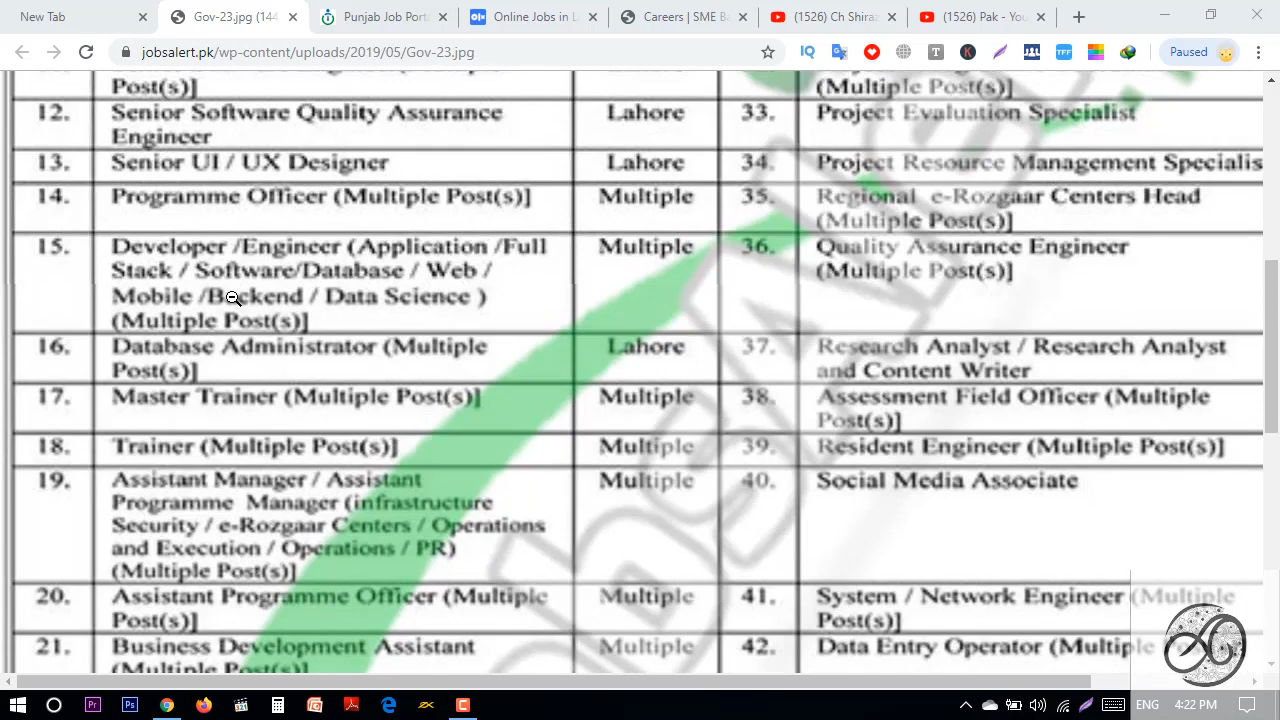 New Tab
Gov-23.jpg (144
Punjab Job Port
Online Jobs in L
Careers | SME Ba
(1526) Ch Shiraz
(1526) Pak - You
jobsalert.pk/wp-content/uploads/2019/05/Gov-23.jpg
IQ
T
K
TFF
Paused
Post(s)]
(Multiple Post(s)]
12. Senior Software Quality Assurance Lahore 33. Project Evaluation Specialist
Engineer
13. Senior UI / UX Designer Lahore 34. Project Resource Management Specialis
14. Programme Officer (Multiple Post(s)] Multiple 35. Regional e-Rozgaar Centers Head
(Multiple Post(s)]
15. Developer /Engineer (Application /Full Multiple 36. Quality Assurance Engineer
Stack / Software/Database / Web / (Multiple Post(s)]
Mobile /Backend / Data Science )
(Multiple Post(s)]
16. Database Administrator (Multiple Lahore 37. Research Analyst / Research Analyst
Post(s)] and Content Writer
17. Master Trainer (Multiple Post(s)] Multiple 38. Assessment Field Officer (Multiple
Post(s)]
18. Trainer (Multiple Post(s)] Multiple 39. Resident Engineer (Multiple Post(s)]
19. Assistant Manager / Assistant Multiple 40. Social Media Associate
Programme Manager (infrastructure
Security / e-Rozgaar Centers / Operations
and Execution / Operations / PR)
(Multiple Post(s)]
20. Assistant Programme Officer (Multiple Multiple 41. System / Network Engineer (Multiple
Post(s)] Post(s)]
21. Business Development Assistant Multiple 42. Data Entry Operator (Multiple
(Multiple Post(s)]
Pr
Ps
ENG
4:22 PM